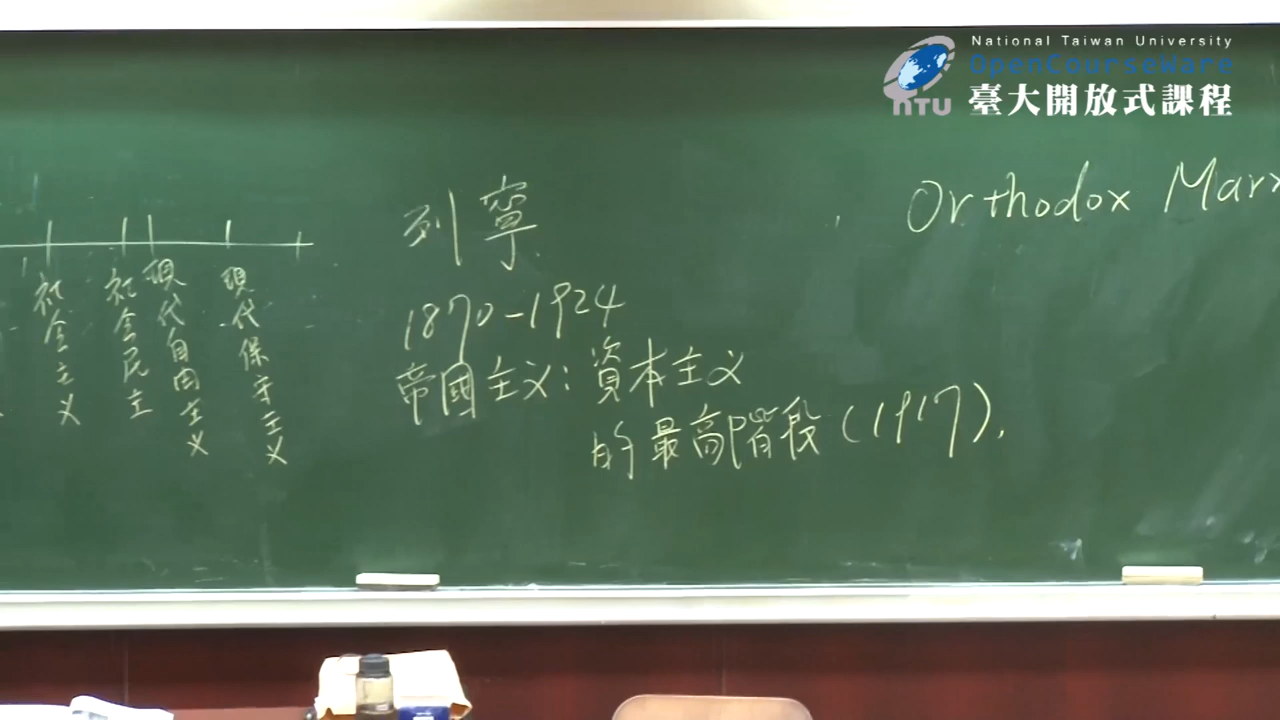 National Taiwan University
OpenCourseWare
NTU 臺大開放式課程
Orthodox Marx
列寧
1870-1924
帝國主义:資本主义
的最高階段(1917).
社会主义
社会民主
現代自由主义
現代保守主义